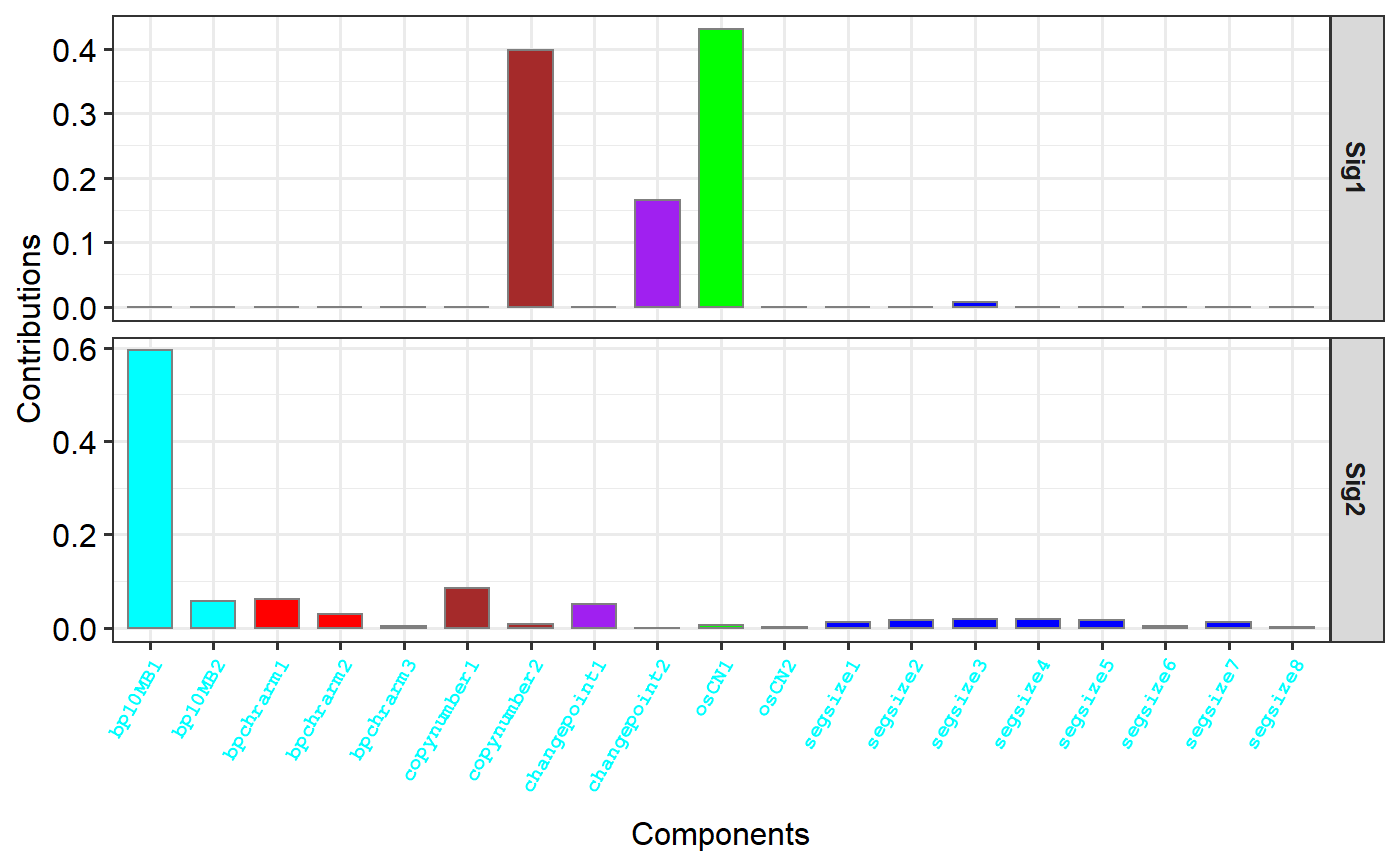 0.4
0.3
0.2
0.1
0.0
Sig1
Contributions
0.6
0.4
0.2
0.0
Sig2
bp10MB1
bp10MB2
bpchrarm1
bpchrarm2
bpchrarm3
copynumber1
copynumber2
changepoint1
changepoint2
osCN1
osCN2
segsize1
segsize2
segsize3
segsize4
segsize5
segsize6
segsize7
segsize8
Components